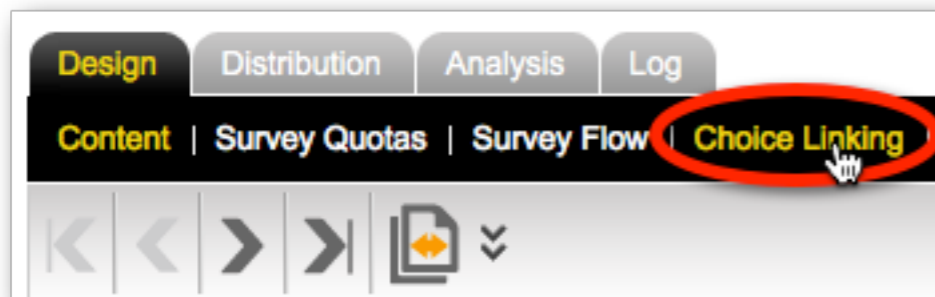 Design Distribution Analysis Log
Content | Survey Quotas | Survey Flow | Choice Linking